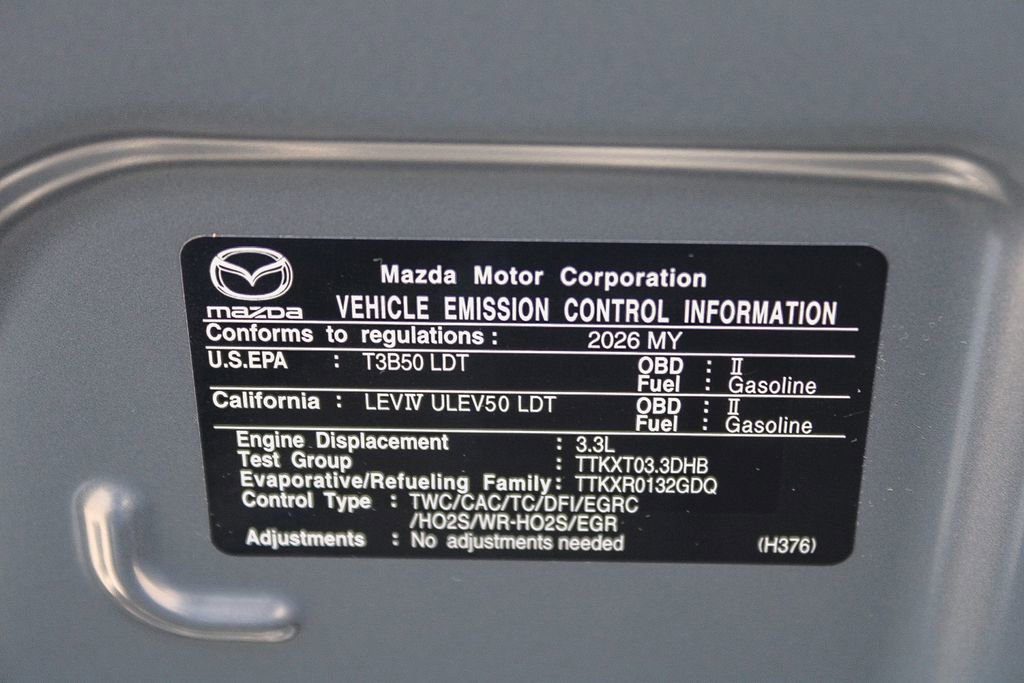 Mazda Motor Corporation
mazda VEHICLE EMISSION CONTROL INFORMATION
Conforms to regulations : 2026 MY
U.S.EPA : T3B50 LDT OBD : II
Fuel : Gasoline
California : LEVIV ULEV50 LDT OBD : II
Fuel : Gasoline
Engine Displacement : 3.3L
Test Group : TTKXT03.3DHB
Evaporative/Refueling Family : TTKXR0132GDQ
Control Type : TWC/CAC/TC/DFI/EGRC
/HO2S/WR-HO2S/EGR
Adjustments : No adjustments needed (H376)